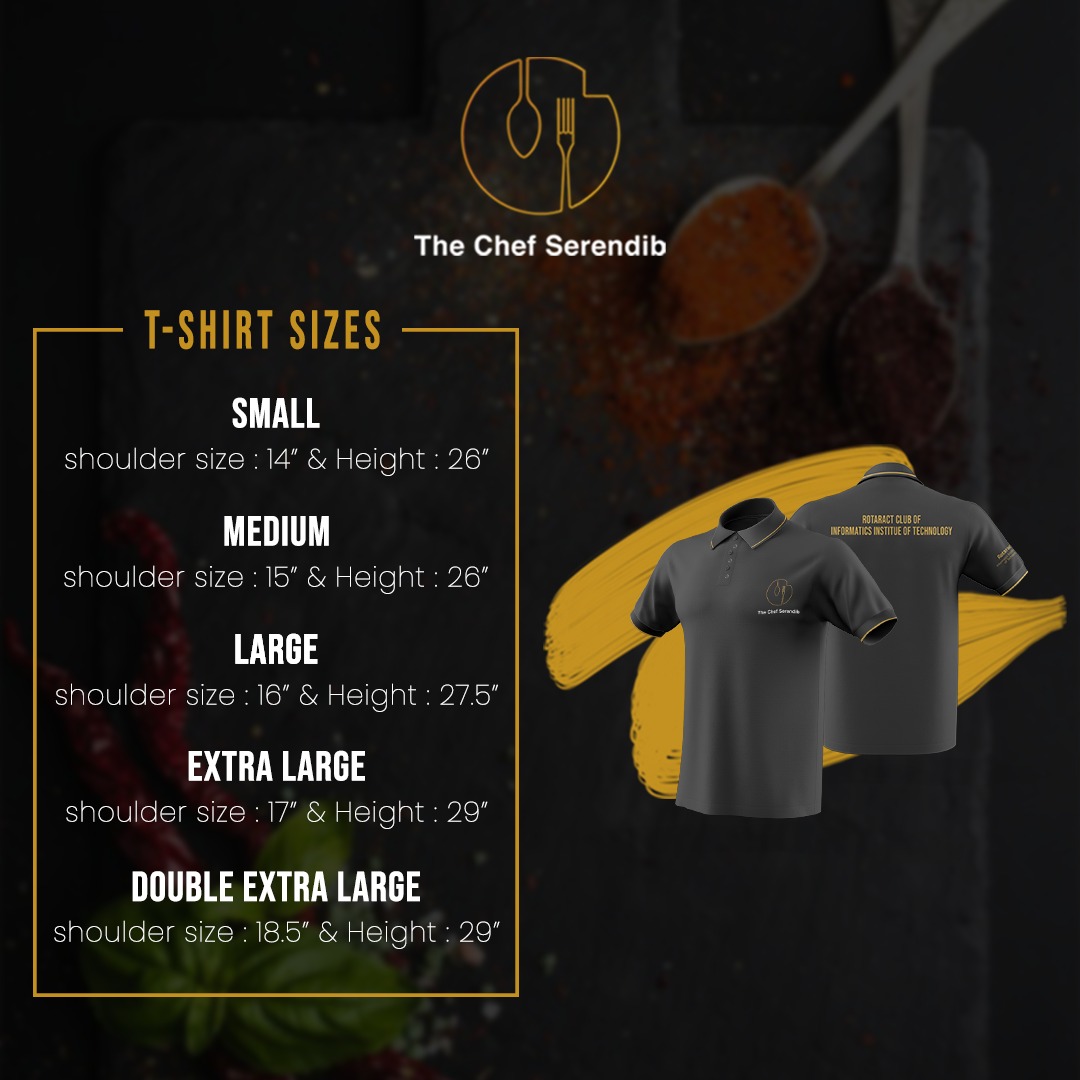 The Chef Serendib
T-SHIRT SIZES
SMALL
shoulder size : 14” & Height : 26”
MEDIUM
shoulder size : 15” & Height : 26”
LARGE
shoulder size : 16” & Height : 27.5”
EXTRA LARGE
shoulder size : 17” & Height : 29”
DOUBLE EXTRA LARGE
shoulder size : 18.5” & Height : 29”
ROTARACT CLUB OF
INFORMATICS INSTITUE OF TECHNOLOGY
The Chef Serendib